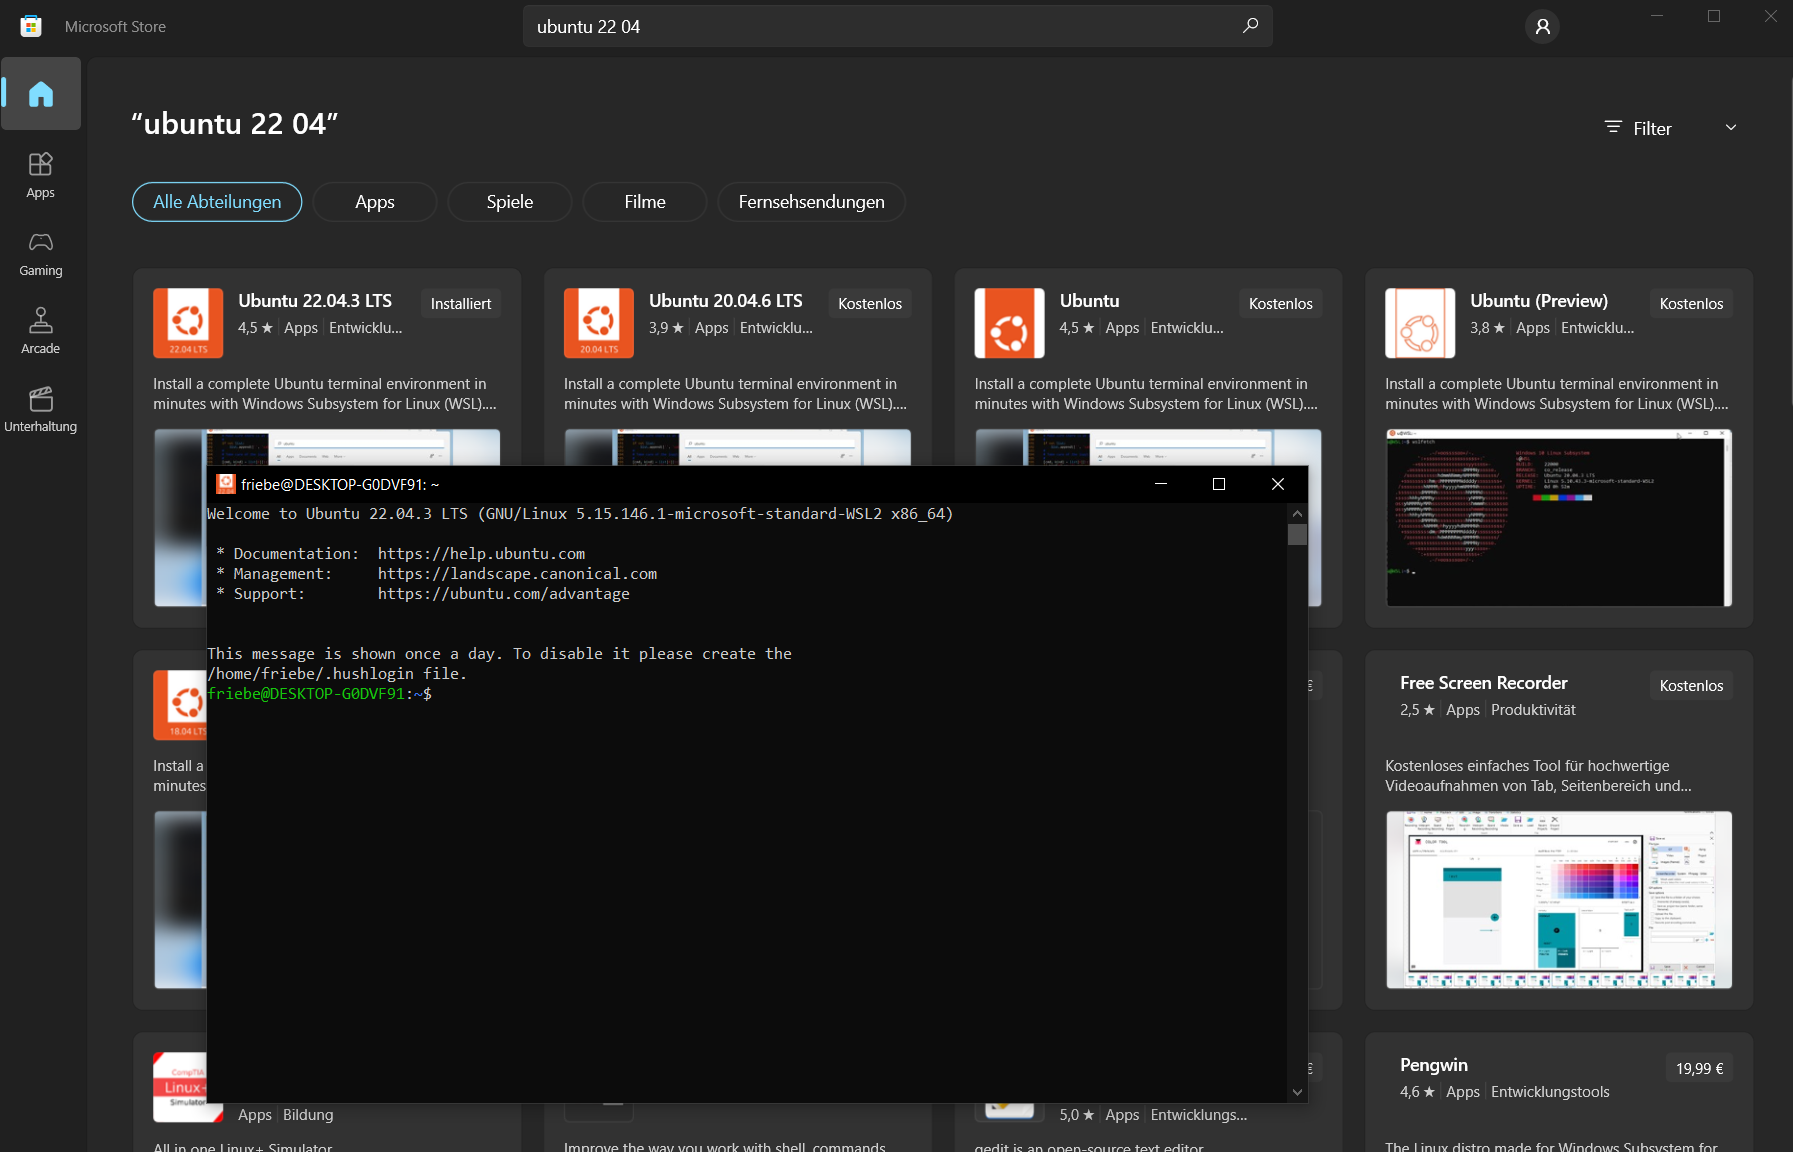 Microsoft Store
ubuntu 22 04
Apps
Gaming
Arcade
Unterhaltung
“ubuntu 22 04”
Filter
Alle Abteilungen
Apps
Spiele
Filme
Fernsehsendungen
Ubuntu 22.04.3 LTS
Installiert
4,5 ★ Apps Entwicklu...
22.04 LTS
Install a complete Ubuntu terminal environment in
minutes with Windows Subsystem for Linux (WSL)....
Ubuntu 20.04.6 LTS
Kostenlos
3,9 ★ Apps Entwicklu...
20.04 LTS
Install a complete Ubuntu terminal environment in
minutes with Windows Subsystem for Linux (WSL)....
Ubuntu
Kostenlos
4,5 ★ Apps Entwicklu...
Install a complete Ubuntu terminal environment in
minutes with Windows Subsystem for Linux (WSL)....
Ubuntu (Preview)
Kostenlos
3,8 ★ Apps Entwicklu...
Install a complete Ubuntu terminal environment in
minutes with Windows Subsystem for Linux (WSL)....
friebe@DESKTOP-G0DVF91: ~
Welcome to Ubuntu 22.04.3 LTS (GNU/Linux 5.15.146.1-microsoft-standard-WSL2 x86_64)
* Documentation:  https://help.ubuntu.com
* Management:     https://landscape.canonical.com
* Support:        https://ubuntu.com/advantage
This message is shown once a day. To disable it please create the
/home/friebe/.hushlogin file.
friebe@DESKTOP-G0DVF91:~$
18.04 LTS
Install a
minutes
€
Free Screen Recorder
Kostenlos
2,5 ★ Apps Produktivität
Kostenloses einfaches Tool für hochwertige
Videoaufnahmen von Tab, Seitenbereich und...
CompTIA
Linux+
Simulator
Apps Bildung
All in one Linux+ Simulator
Improve the way you work with shell commands
€
5,0 ★ Apps Entwicklungs...
gedit is an open-source text editor
Pengwin
19,99 €
4,6 ★ Apps Entwicklungstools
The Linux distro made for Windows Subsystem for